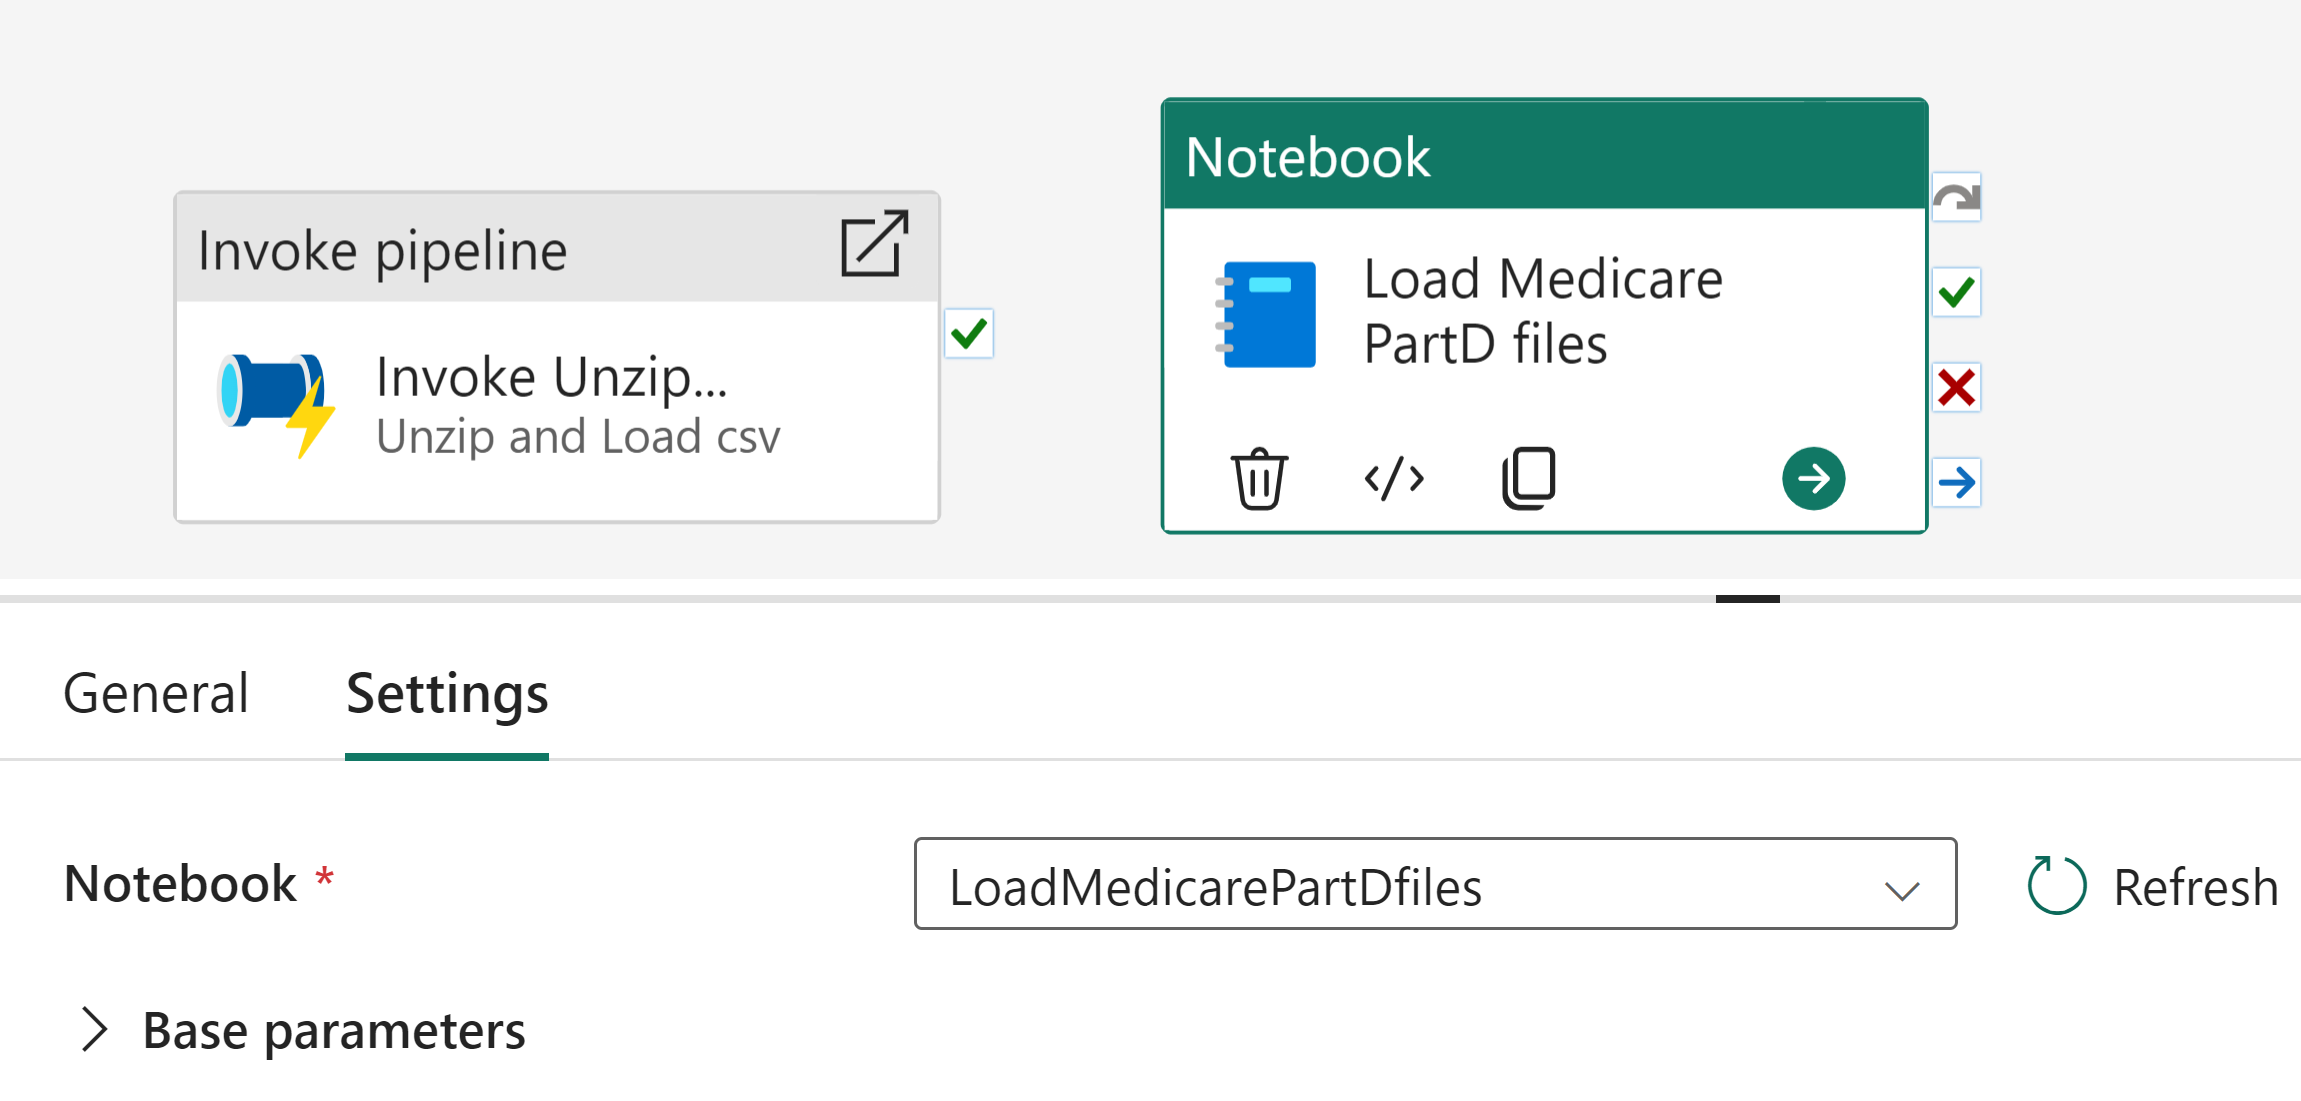 Invoke pipeline
Invoke Unzip...
Unzip and Load csv
Notebook
Load Medicare
PartD files
General
Settings
Notebook *
LoadMedicarePartDfiles
Refresh
Base parameters